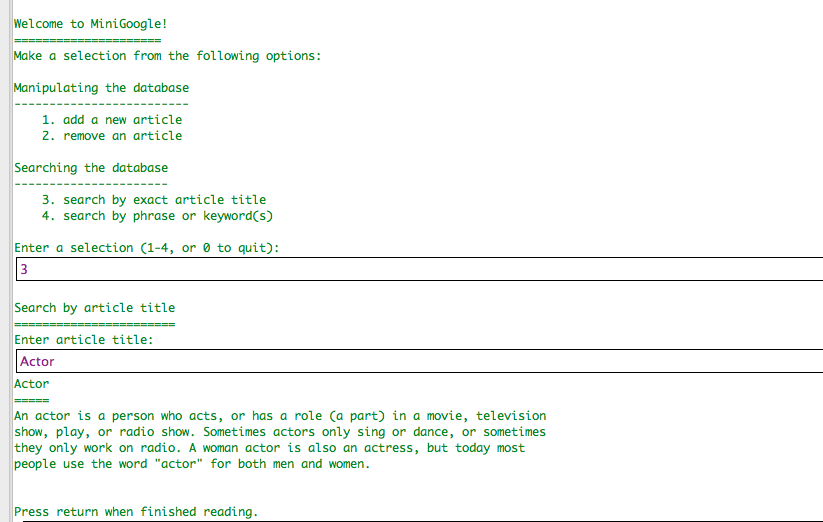 Welcome to MiniGoogle!
=====================
Make a selection from the following options:
Manipulating the database
-------------------------
1. add a new article
2. remove an article
Searching the database
----------------------
3. search by exact article title
4. search by phrase or keyword(s)
Enter a selection (1-4, or 0 to quit):
3
Search by article title
=======================
Enter article title:
Actor
Actor
=====
An actor is a person who acts, or has a role (a part) in a movie, television
show, play, or radio show. Sometimes actors only sing or dance, or sometimes
they only work on radio. A woman actor is also an actress, but today most
people use the word "actor" for both men and women.
Press return when finished reading.